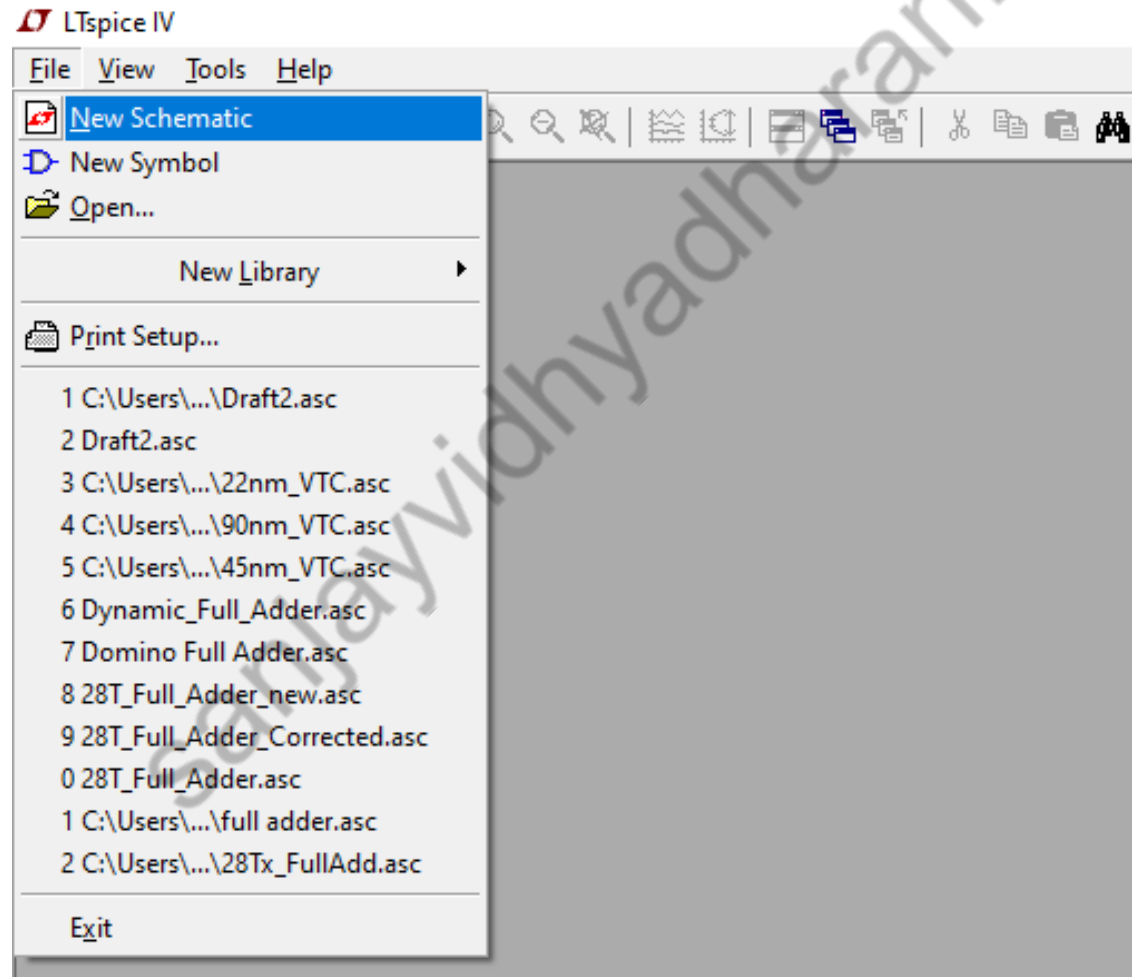 LTspice IV
File View Tools Help
New Schematic
New Symbol
Open...
New Library
Print Setup...
1 C:\Users\...\Draft2.asc
2 Draft2.asc
3 C:\Users\...\22nm_VTC.asc
4 C:\Users\...\90nm_VTC.asc
5 C:\Users\...\45nm_VTC.asc
6 Dynamic_Full_Adder.asc
7 Domino Full Adder.asc
8 28T_Full_Adder_new.asc
9 28T_Full_Adder_Corrected.asc
0 28T_Full_Adder.asc
1 C:\Users\...\full adder.asc
2 C:\Users\...\28Tx_FullAdd.asc
Exit